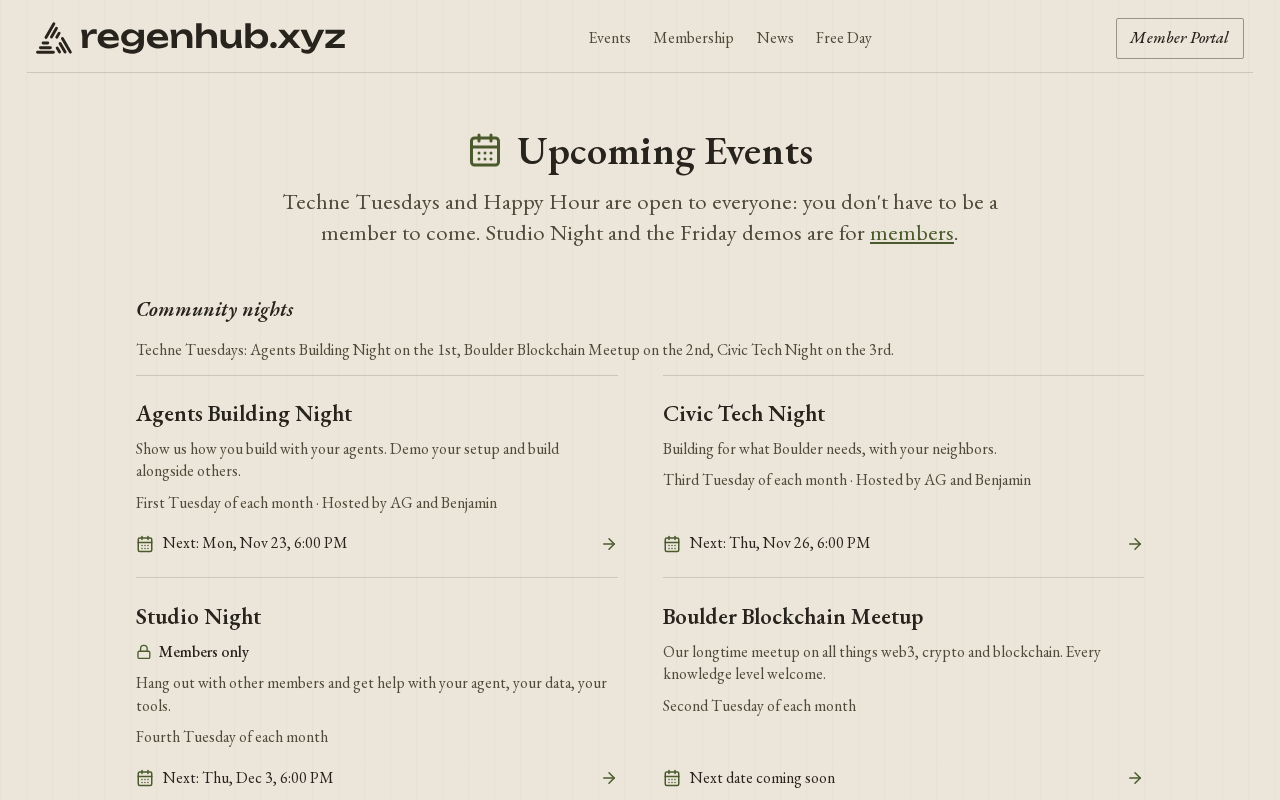 regenhub.xyz
Events
Membership
News
Free Day
Member Portal
Upcoming Events
Techne Tuesdays and Happy Hour are open to everyone: you don't have to be a
member to come. Studio Night and the Friday demos are for members.
Community nights
Techne Tuesdays: Agents Building Night on the 1st, Boulder Blockchain Meetup on the 2nd, Civic Tech Night on the 3rd.
Agents Building Night
Show us how you build with your agents. Demo your setup and build
alongside others.
First Tuesday of each month · Hosted by AG and Benjamin
Next: Mon, Nov 23, 6:00 PM
Civic Tech Night
Building for what Boulder needs, with your neighbors.
Third Tuesday of each month · Hosted by AG and Benjamin
Next: Thu, Nov 26, 6:00 PM
Studio Night
Members only
Hang out with other members and get help with your agent, your data, your
tools.
Fourth Tuesday of each month
Next: Thu, Dec 3, 6:00 PM
Boulder Blockchain Meetup
Our longtime meetup on all things web3, crypto and blockchain. Every
knowledge level welcome.
Second Tuesday of each month
Next date coming soon